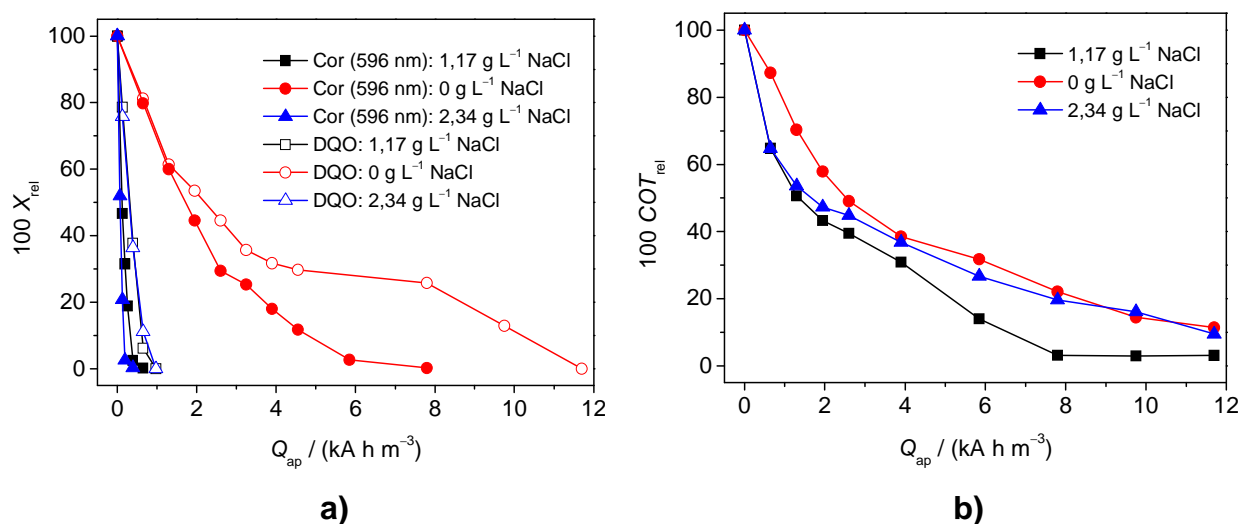 100
80
60
40
20
0
100 X_rel
Cor (596 nm): 1,17 g L⁻¹ NaCl
Cor (596 nm): 0 g L⁻¹ NaCl
Cor (596 nm): 2,34 g L⁻¹ NaCl
DQO: 1,17 g L⁻¹ NaCl
DQO: 0 g L⁻¹ NaCl
DQO: 2,34 g L⁻¹ NaCl
0 2 4 6 8 10 12
Q_ap / (kA h m⁻³)
a)
100
80
60
40
20
0
100 COT_rel
1,17 g L⁻¹ NaCl
0 g L⁻¹ NaCl
2,34 g L⁻¹ NaCl
0 2 4 6 8 10 12
Q_ap / (kA h m⁻³)
b)